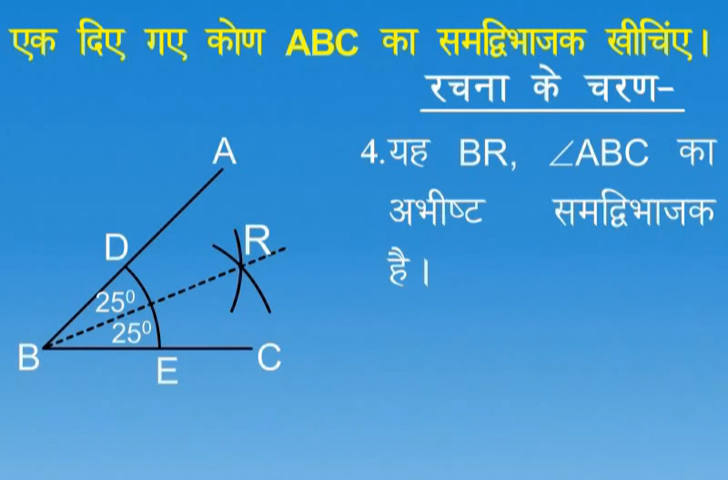 एक दिए गए कोण ABC का समद्विभाजक खीचिंए।
रचना के चरण-
4.यह BR, ∠ABC का
अभीष्ट समद्विभाजक
है।
A
D
R
25⁰
25⁰
B
E
C